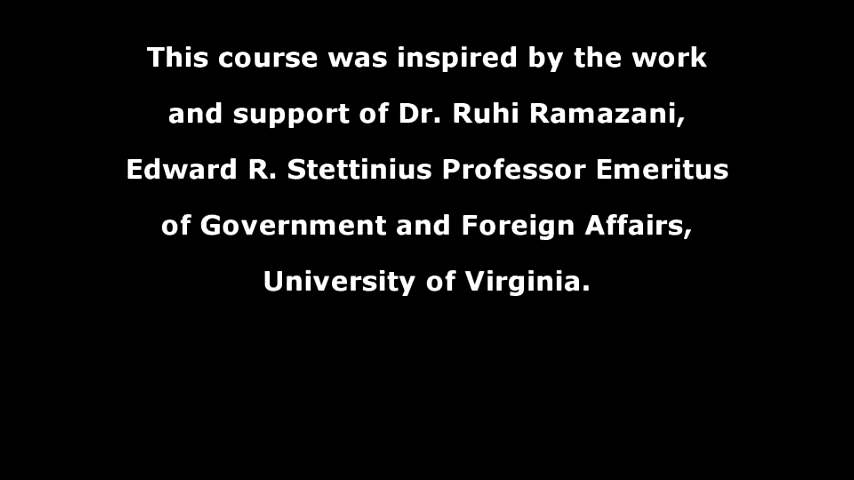 This course was inspired by the work
and support of Dr. Ruhi Ramazani,
Edward R. Stettinius Professor Emeritus
of Government and Foreign Affairs,
University of Virginia.